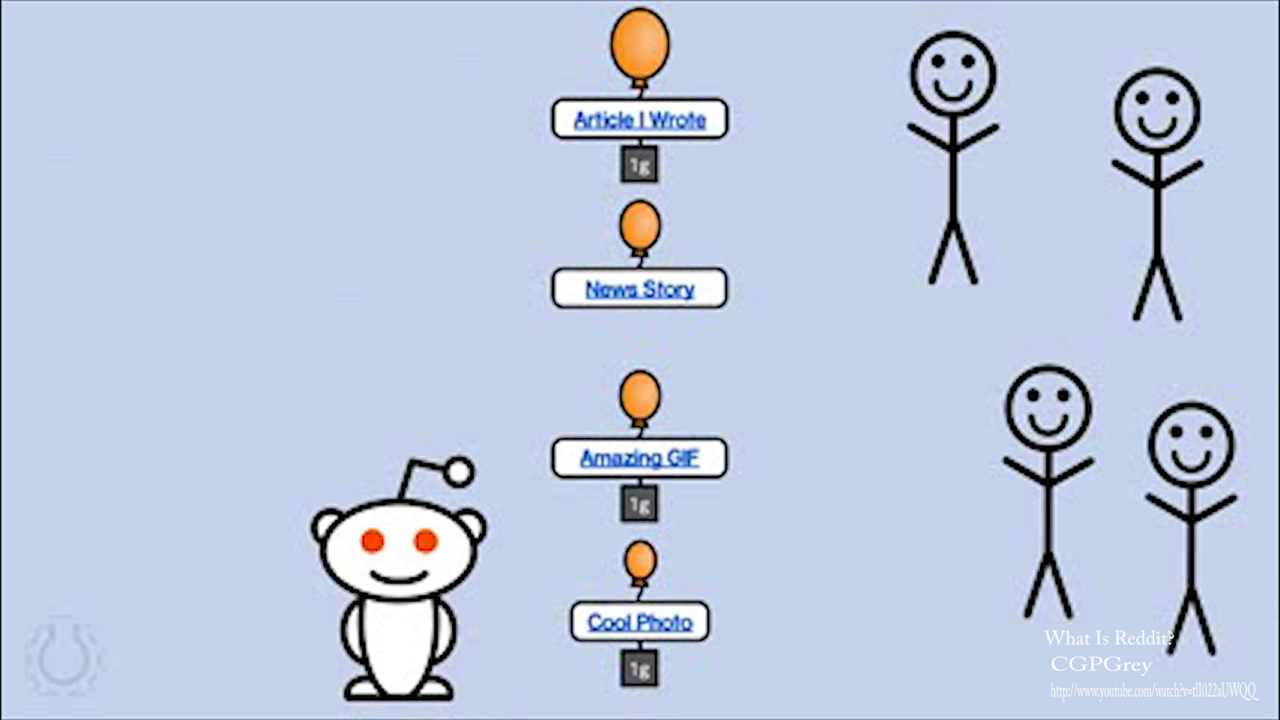 Article I Wrote
1g
News Story
Amazing GIF
1g
Cool Photo
1g
What Is Reddit?
CGPGrey